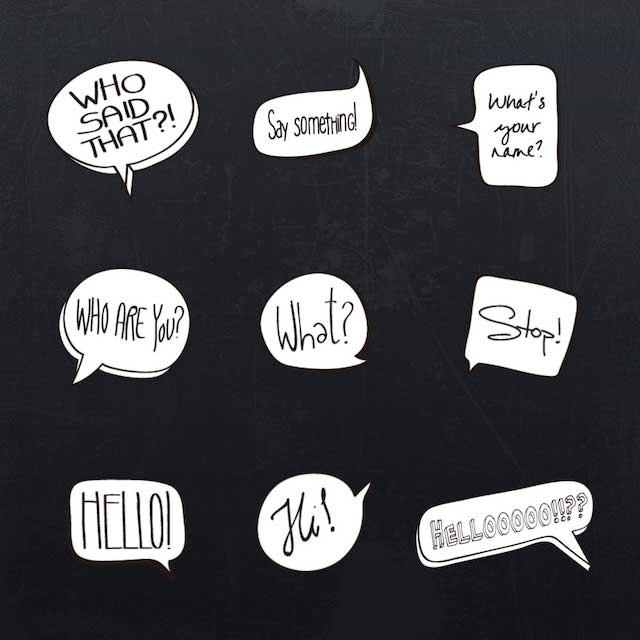 WHO
SAID
THAT?!
Say something!
What's
your
name?
WHO ARE You?
What?
Stop!
HELLO!
Hi!
HELLOOOOO!!??